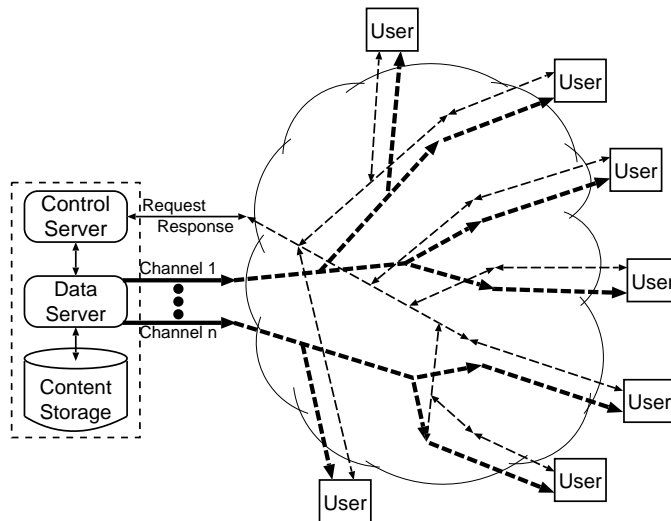 User
User
User
Control
Server
Request
Response
Channel 1
Data
Server
User
Channel n
Content
Storage
User
User
User